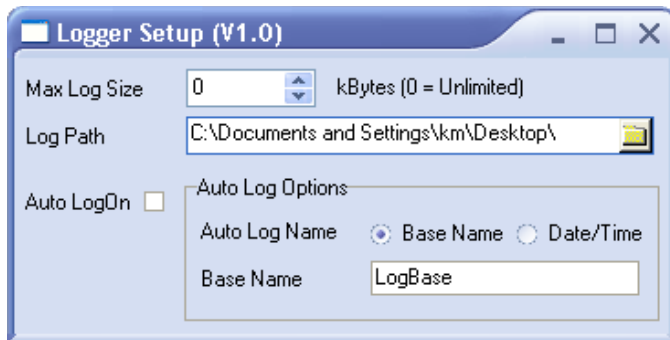 Logger Setup (V1.0)
Max Log Size 0 kBytes (0 = Unlimited)
Log Path C:\Documents and Settings\km\Desktop\
Auto LogOn
Auto Log Options
Auto Log Name Base Name Date/Time
Base Name LogBase